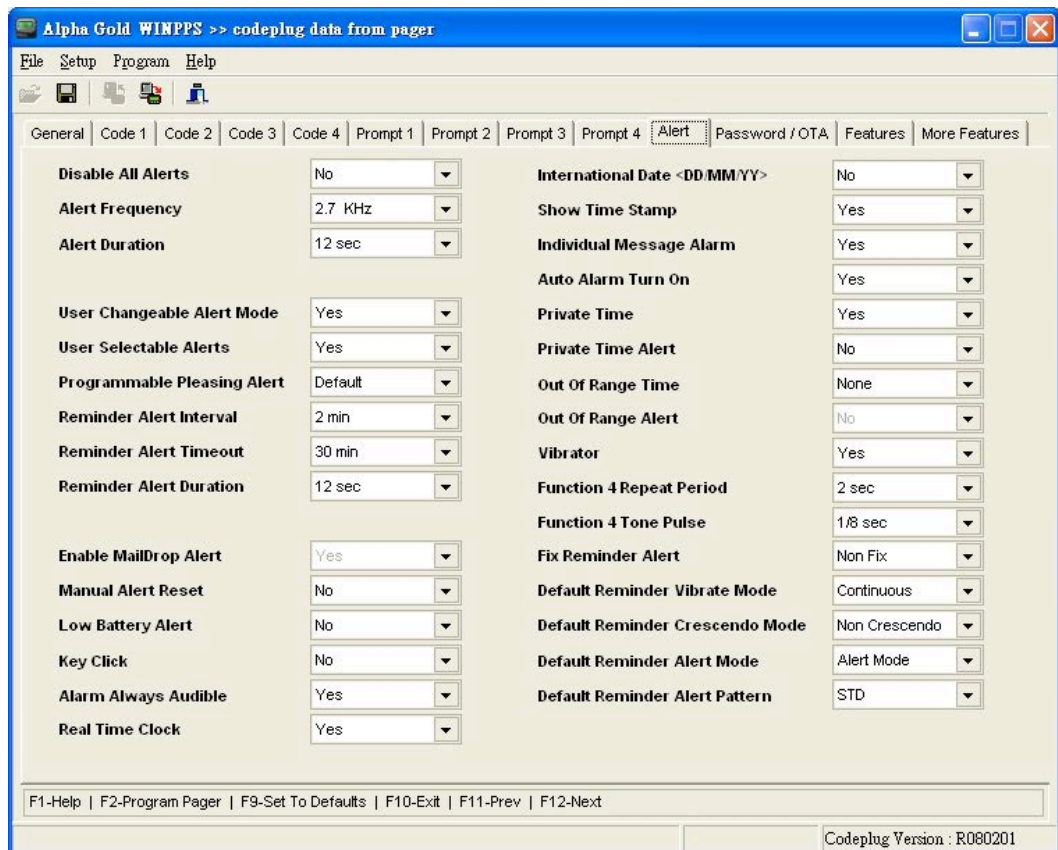 Alpha Gold WINPPS >> codeplug data from pager
File Setup Program Help
General Code 1 Code 2 Code 3 Code 4 Prompt 1 Prompt 2 Prompt 3 Prompt 4 Alert Password / OTA Features More Features
Disable All Alerts No
Alert Frequency 2.7 KHz
Alert Duration 12 sec
User Changeable Alert Mode Yes
User Selectable Alerts Yes
Programmable Pleasing Alert Default
Reminder Alert Interval 2 min
Reminder Alert Timeout 30 min
Reminder Alert Duration 12 sec
Enable MailDrop Alert Yes
Manual Alert Reset No
Low Battery Alert No
Key Click No
Alarm Always Audible Yes
Real Time Clock Yes
International Date <DD/MM/YY> No
Show Time Stamp Yes
Individual Message Alarm Yes
Auto Alarm Turn On Yes
Private Time Yes
Private Time Alert No
Out Of Range Time None
Out Of Range Alert No
Vibrator Yes
Function 4 Repeat Period 2 sec
Function 4 Tone Pulse 1/8 sec
Fix Reminder Alert Non Fix
Default Reminder Vibrate Mode Continuous
Default Reminder Crescendo Mode Non Crescendo
Default Reminder Alert Mode Alert Mode
Default Reminder Alert Pattern STD
F1-Help | F2-Program Pager | F9-Set To Defaults | F10-Exit | F11-Prev | F12-Next
Codeplug Version : R080201